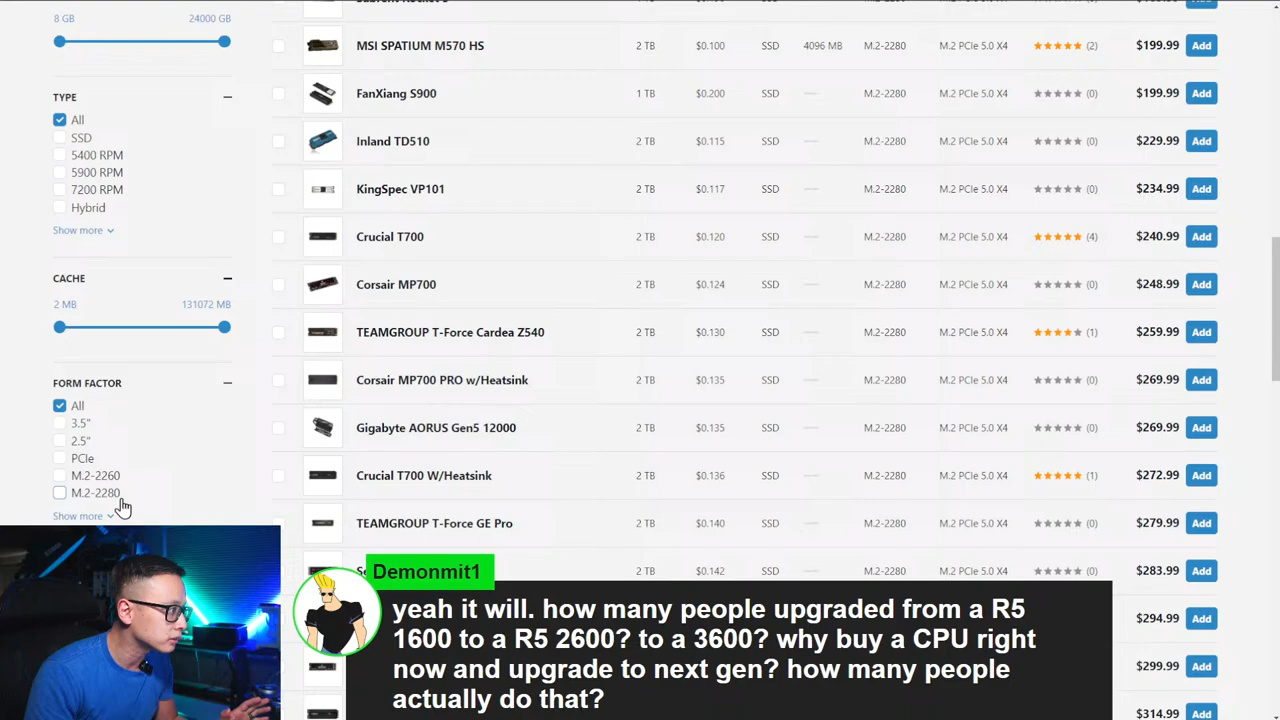 8 GB 24000 GB
TYPE
All
SSD
5400 RPM
5900 RPM
7200 RPM
Hybrid
Show more
CACHE
2 MB 131072 MB
FORM FACTOR
All
3.5"
2.5"
PCIe
M.2-2260
M.2-2280
Show more
MSI SPATIUM M570 HS 2 TB $0.100 SSD 4096 MB M.2-2280 M.2 PCIe 5.0 X4 (2) $199.99 Add
FanXiang S900 1 TB $0.200 SSD M.2-2280 M.2 PCIe 5.0 X4 (0) $199.99 Add
Inland TD510 2 TB $0.115 SSD M.2-2280 M.2 PCIe 5.0 X4 (0) $229.99 Add
KingSpec VP101 2 TB $0.117 SSD M.2-2280 M.2 PCIe 5.0 X4 (0) $234.99 Add
Crucial T700 2 TB $0.120 SSD M.2-2280 M.2 PCIe 5.0 X4 (4) $240.99 Add
Corsair MP700 2 TB $0.124 SSD M.2-2280 M.2 PCIe 5.0 X4 (0) $248.99 Add
TEAMGROUP T-Force Cardea Z540 2 TB $0.130 SSD M.2-2280 M.2 PCIe 5.0 X4 (1) $259.99 Add
Corsair MP700 PRO w/Heatsink 2 TB $0.135 SSD M.2-2280 M.2 PCIe 5.0 X4 (0) $269.99 Add
Gigabyte AORUS Gen5 12000 2 TB $0.135 SSD M.2-2280 M.2 PCIe 5.0 X4 (0) $269.99 Add
Crucial T700 W/Heatsink 2 TB $0.136 SSD M.2-2280 M.2 PCIe 5.0 X4 (1) $272.99 Add
TEAMGROUP T-Force GE Pro 2 TB $0.140 SSD M.2-2280 M.2 PCIe 5.0 X4 (0) $279.99 Add
2 TB $0.142 SSD M.2-2280 M.2 PCIe 5.0 X4 (0) $283.99 Add
$294.99 Add
$299.99 Add
$314.99 Add
Demonmit1
yeah it will. how many people upgraded from a R5
1600 to a R5 2600? to a 3600? why buy a CPU right
now and upgrade to next gen? how many people
actually do that?